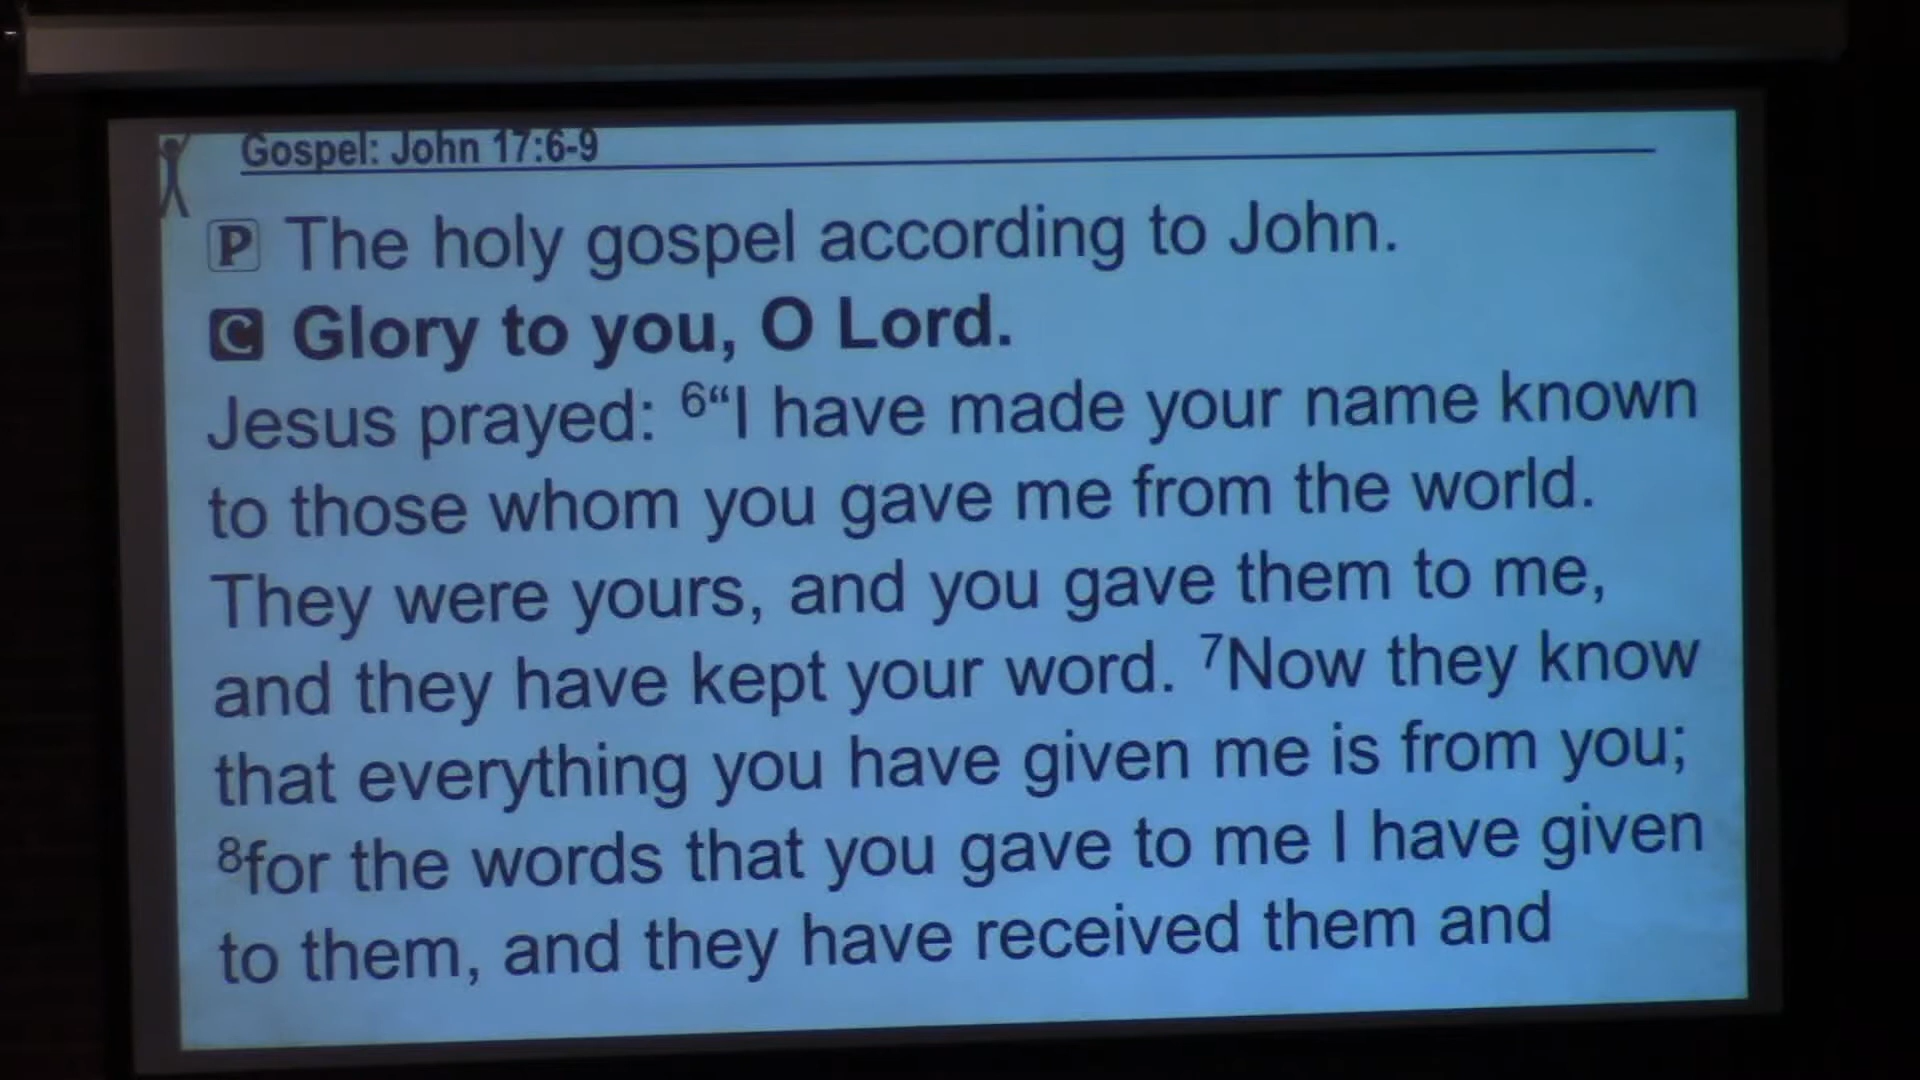 Gospel: John 17:6-9
P The holy gospel according to John.
C Glory to you, O Lord.
Jesus prayed: ⁶“I have made your name known
to those whom you gave me from the world.
They were yours, and you gave them to me,
and they have kept your word. ⁷Now they know
that everything you have given me is from you;
⁸for the words that you gave to me I have given
to them, and they have received them and